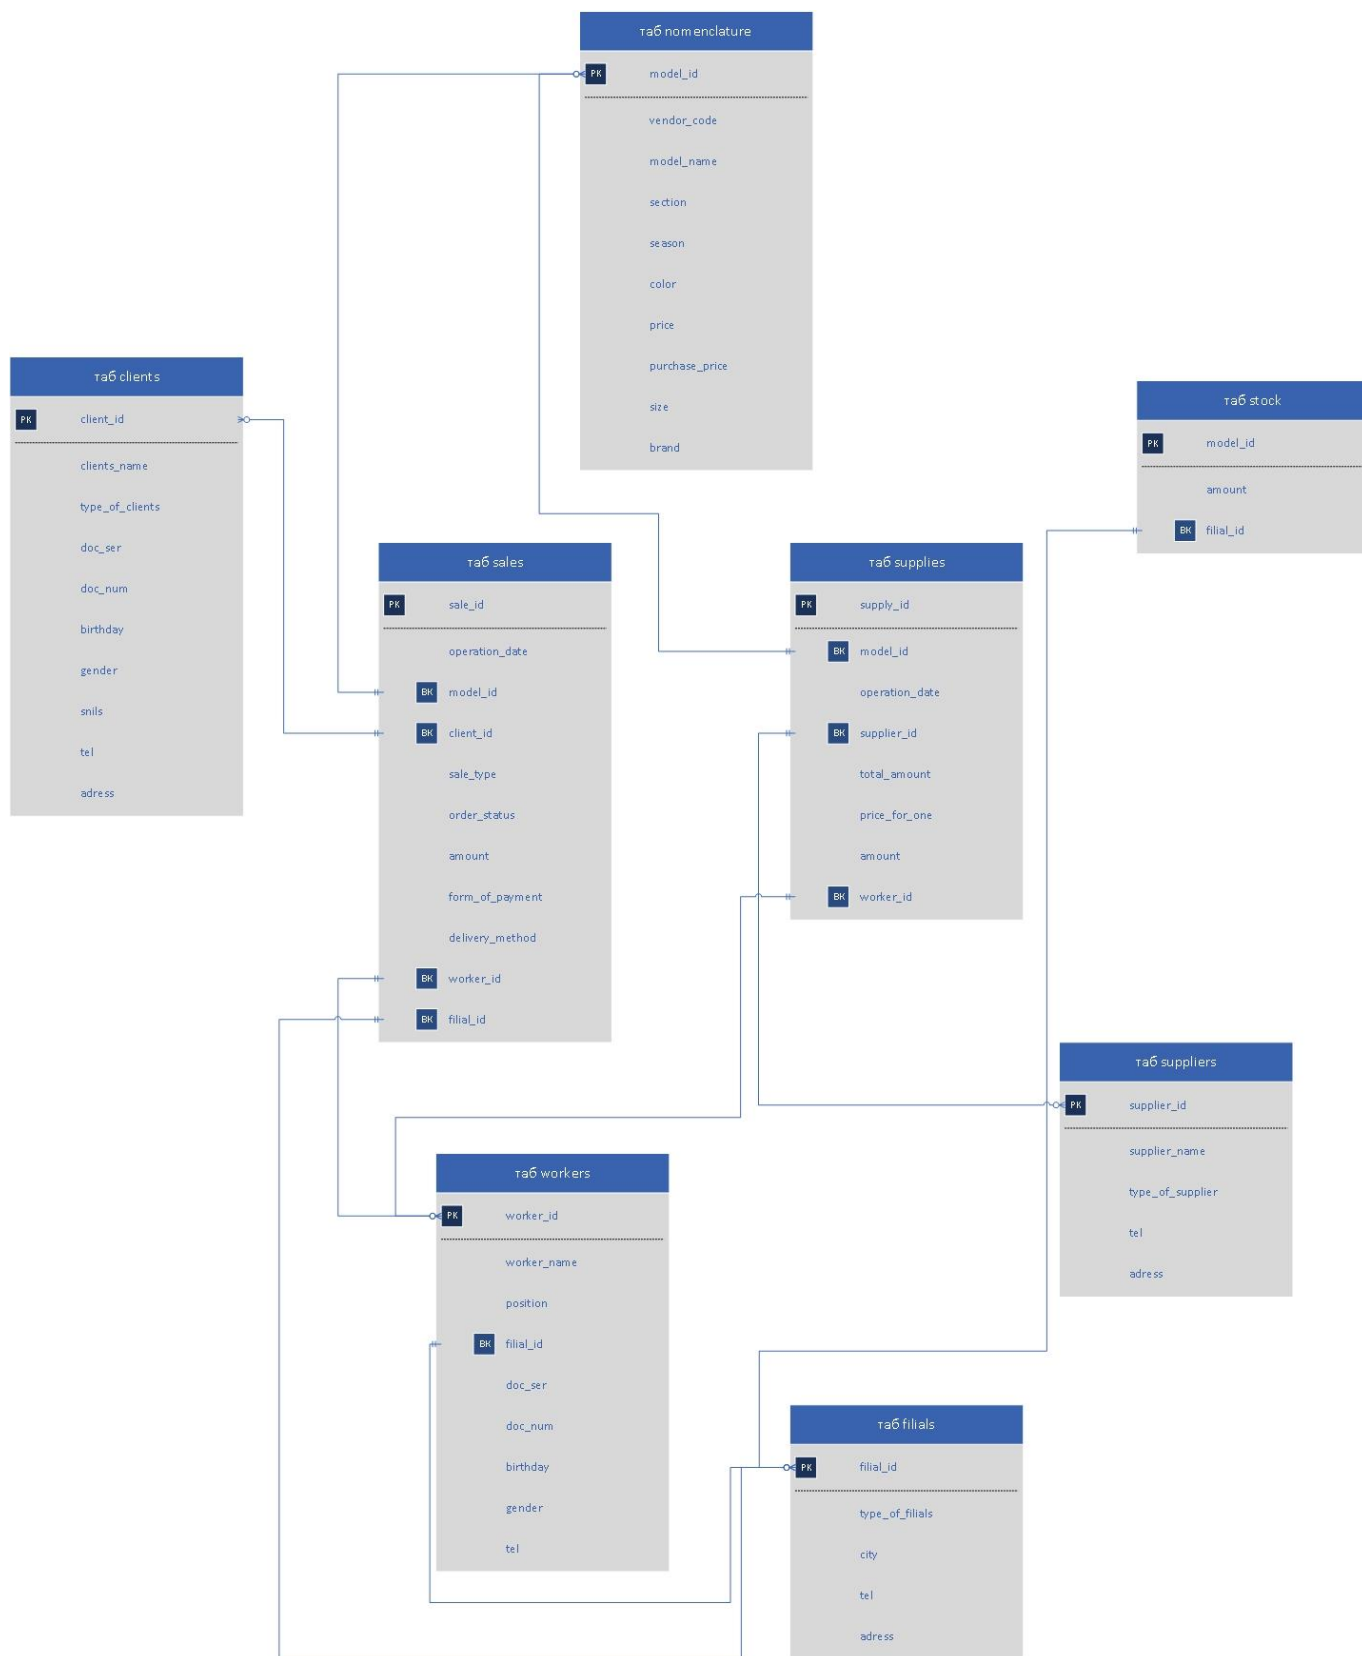 таб nomenclature
PK model_id
vendor_code
model_name
section
season
color
price
purchase_price
size
brand
таб clients
PK client_id
clients_name
type_of_clients
doc_ser
doc_num
birthday
gender
snils
tel
adress
таб stock
PK model_id
amount
ВК filial_id
таб sales
PK sale_id
operation_date
ВК model_id
ВК client_id
sale_type
order_status
amount
form_of_payment
delivery_method
ВК worker_id
ВК filial_id
таб supplies
PK supply_id
ВК model_id
operation_date
ВК supplier_id
total_amount
price_for_one
amount
ВК worker_id
таб suppliers
PK supplier_id
supplier_name
type_of_supplier
tel
adress
таб workers
PK worker_id
worker_name
position
ВК filial_id
doc_ser
doc_num
birthday
gender
tel
таб filials
PK filial_id
type_of_filials
city
tel
adress